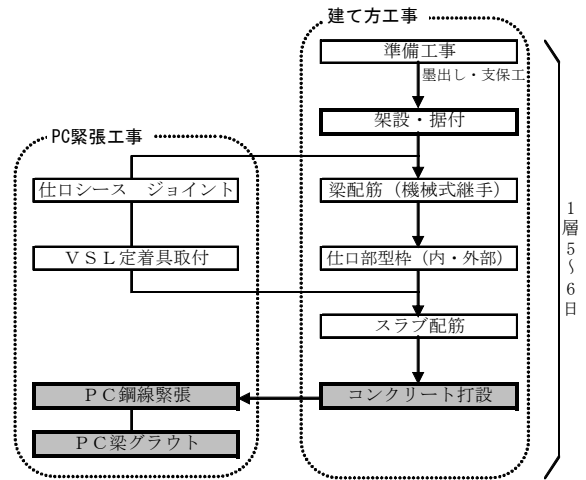 建て方工事
準備工事
墨出し・支保工
架設・据付
PC緊張工事
仕口シース　ジョイント
梁配筋（機械式継手）
ＶＳＬ定着具取付
仕口部型枠（内・外部）
スラブ配筋
ＰＣ鋼線緊張
コンクリート打設
ＰＣ梁グラウト
１層５～６日